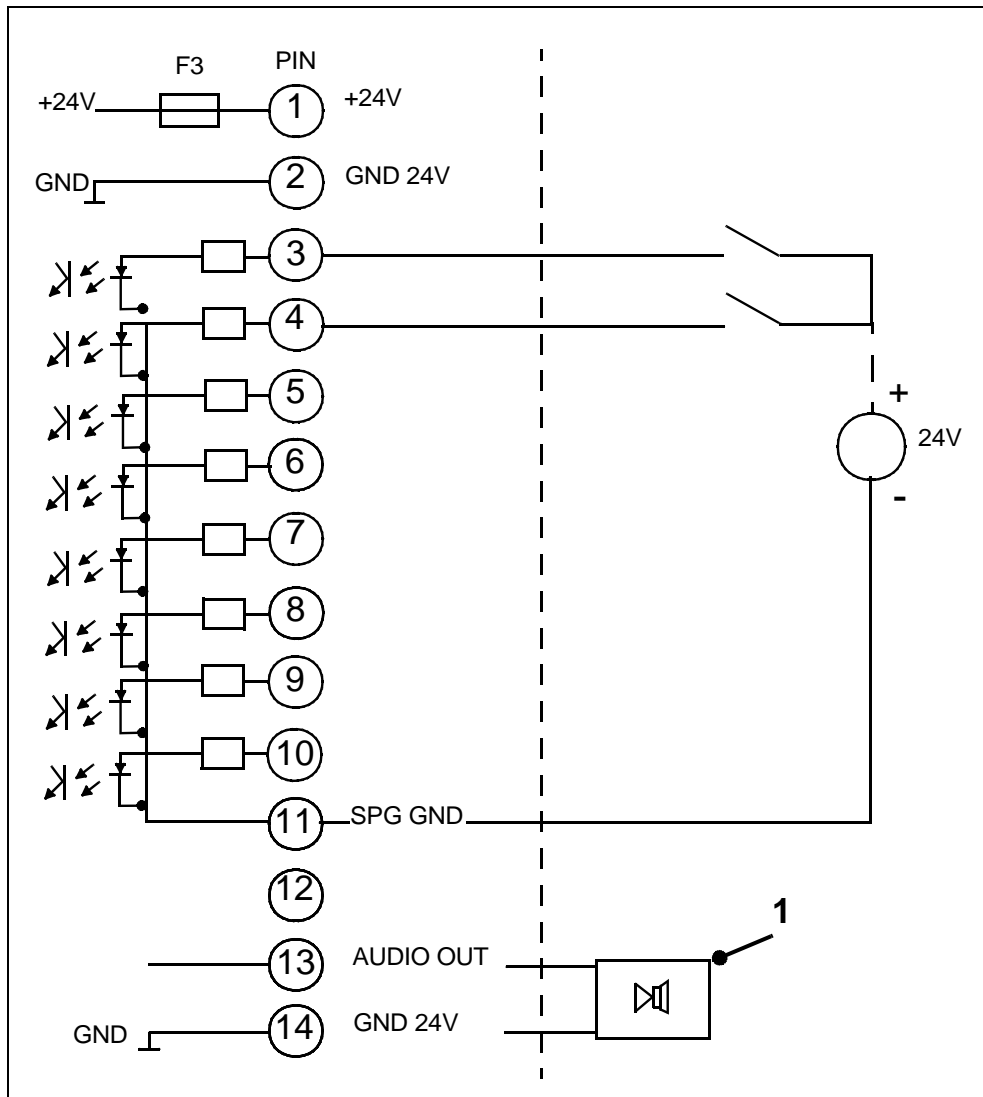 F3 PIN
+24V 1 +24V
GND 2 GND 24V
3
4
5
+
6 24V
-
7
8
9
10
11 SPG GND
12
1
13 AUDIO OUT
GND 14 GND 24V